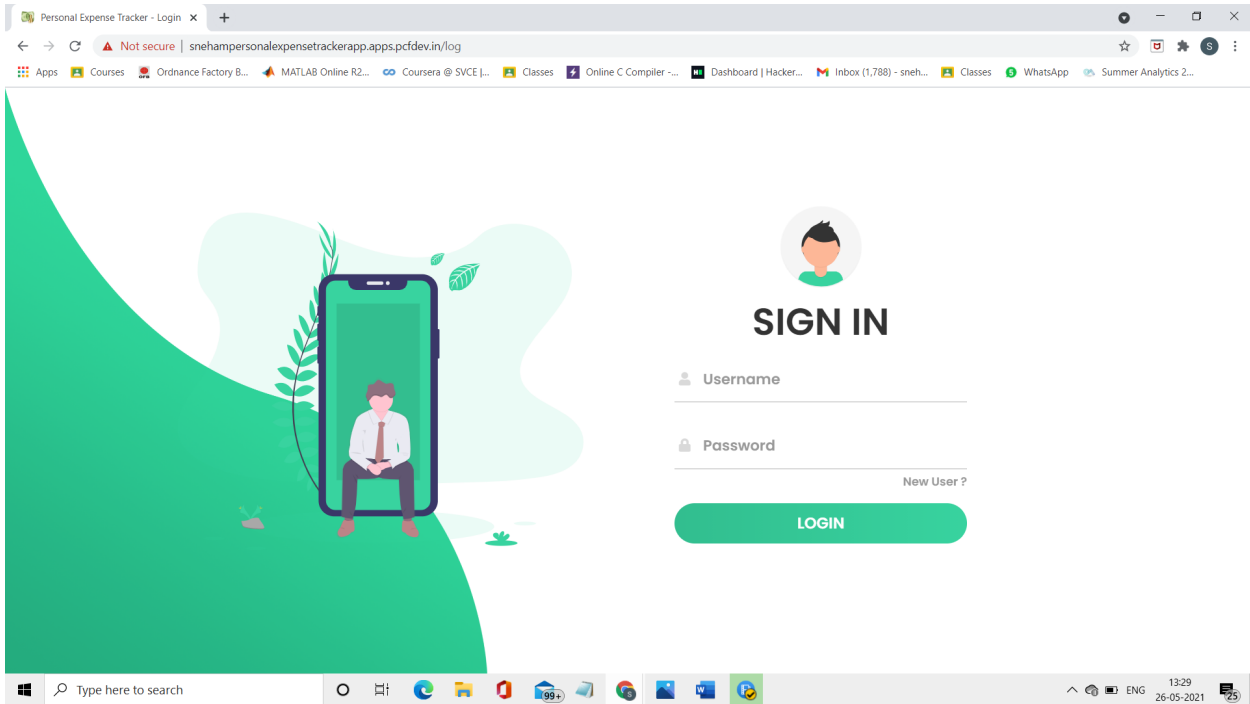 Personal Expense Tracker - Login
Not secure | snehampersonalexpensetrackerapp.apps.pcfdev.in/log
S
Apps Courses Ordnance Factory B... MATLAB Online R2... Coursera @ SVCE |... Classes Online C Compiler -... Dashboard | Hacker... Inbox (1,788) - sneh... Classes WhatsApp Summer Analytics 2...
SIGN IN
Username
Password
New User ?
LOGIN
Type here to search
99+
ENG
13:29
26-05-2021
25